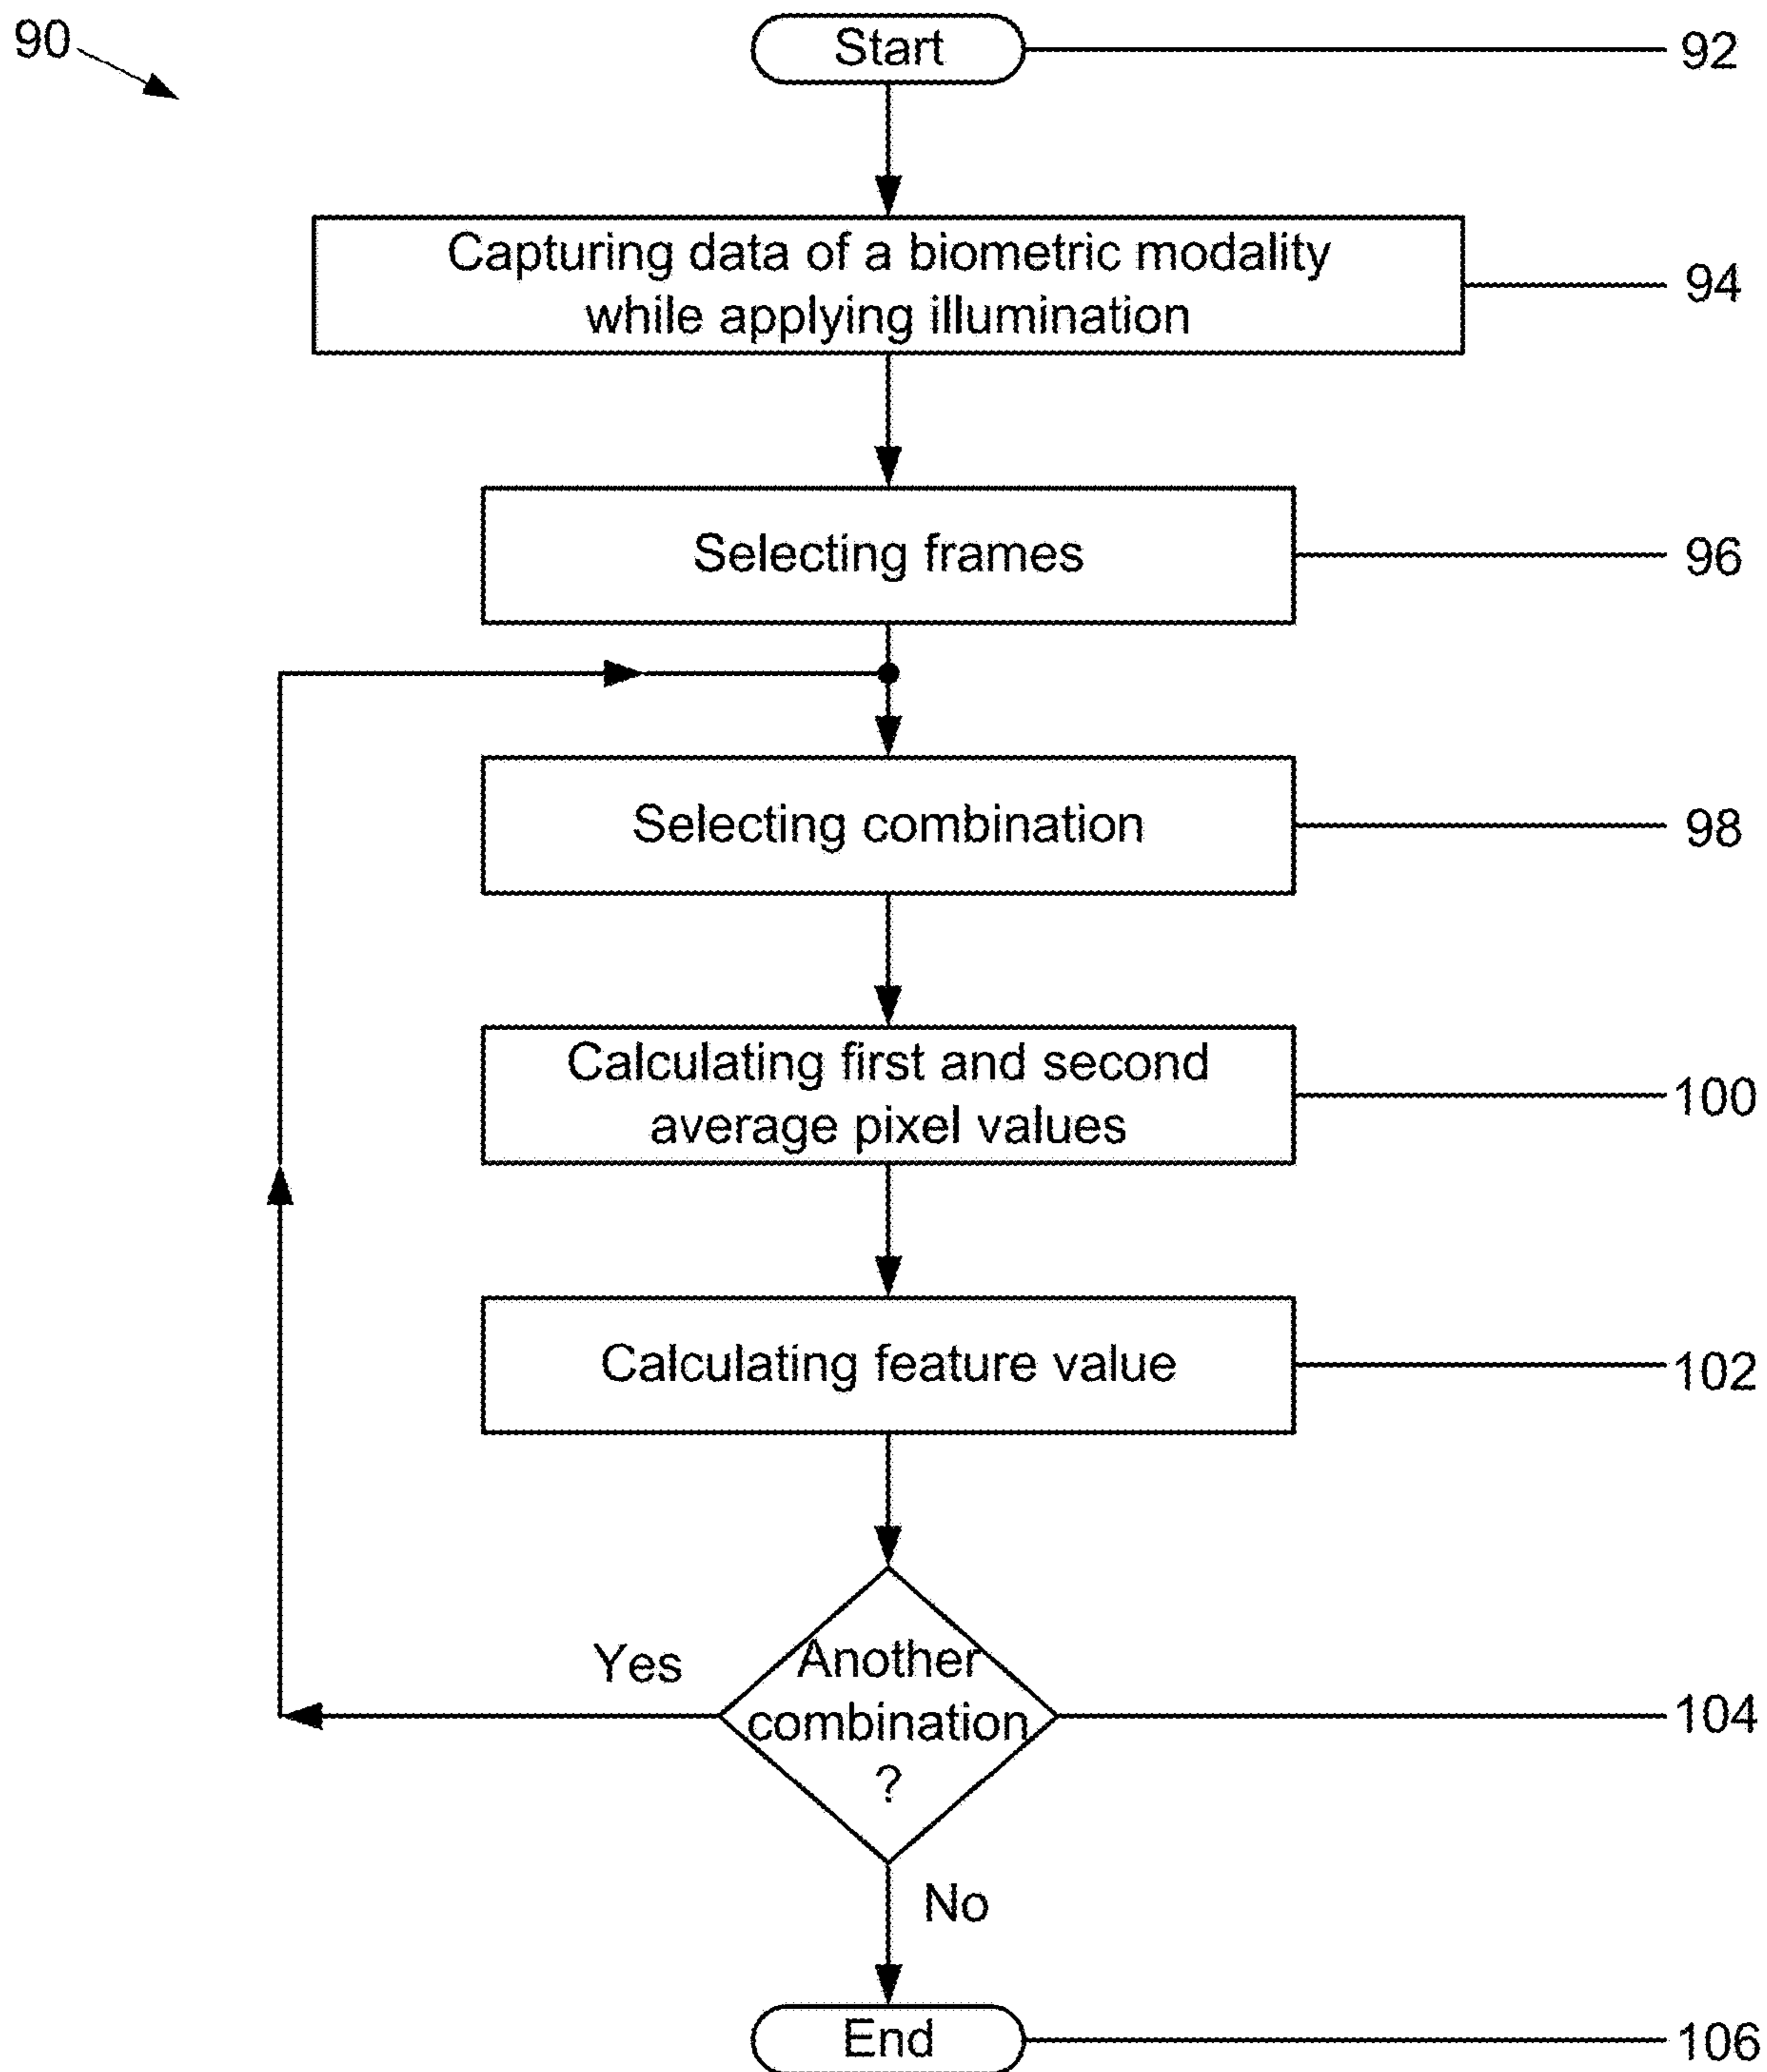 90
Start
92
Capturing data of a biometric modality
while applying illumination
94
Selecting frames
96
Selecting combination
98
Calculating first and second
average pixel values
100
Calculating feature value
102
Yes
Another
combination
?
104
No
End
106